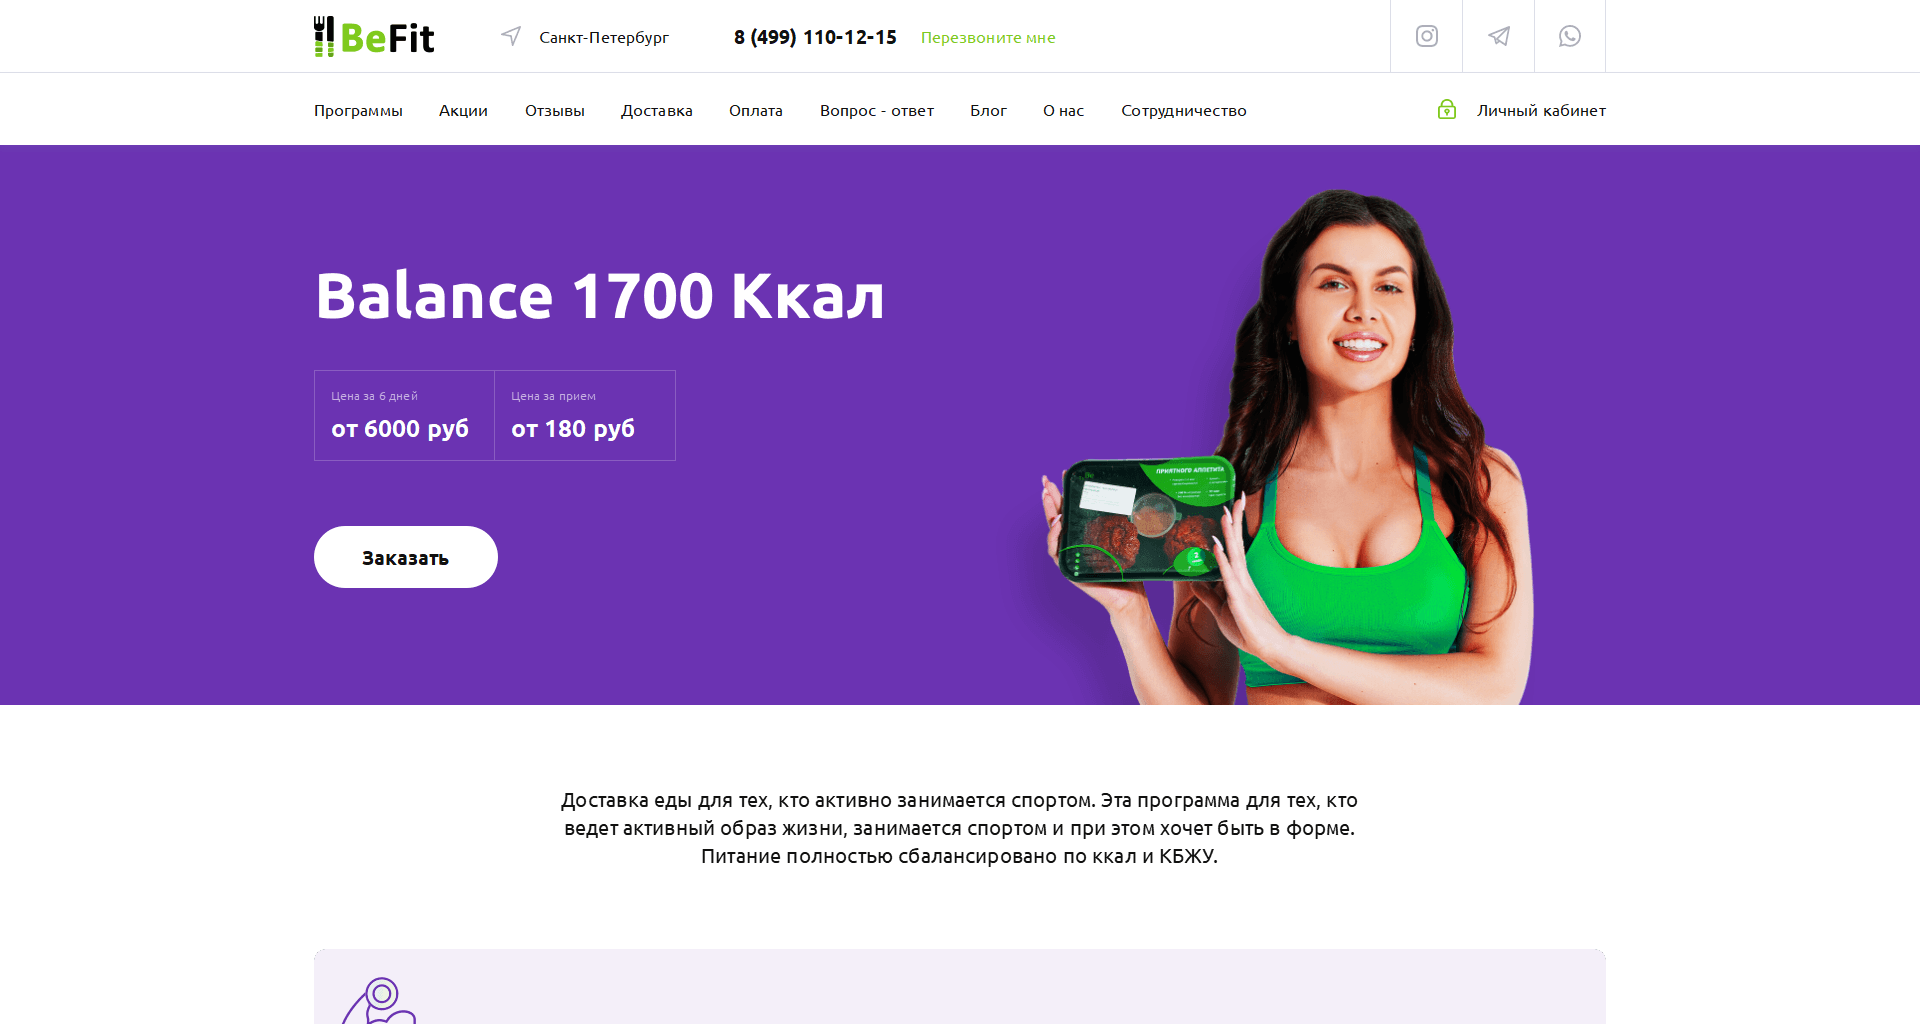 BeFit
Санкт-Петербург
8 (499) 110-12-15
Перезвоните мне
Программы
Акции
Отзывы
Доставка
Оплата
Вопрос - ответ
Блог
О нас
Сотрудничество
Личный кабинет
Balance 1700 Ккал
Цена за 6 дней
от 6000 руб
Цена за прием
от 180 руб
Заказать
ПРИЯТНОГО АППЕТИТА
Доставка еды для тех, кто активно занимается спортом. Эта программа для тех, кто
ведет активный образ жизни, занимается спортом и при этом хочет быть в форме.
Питание полностью сбалансировано по ккал и КБЖУ.